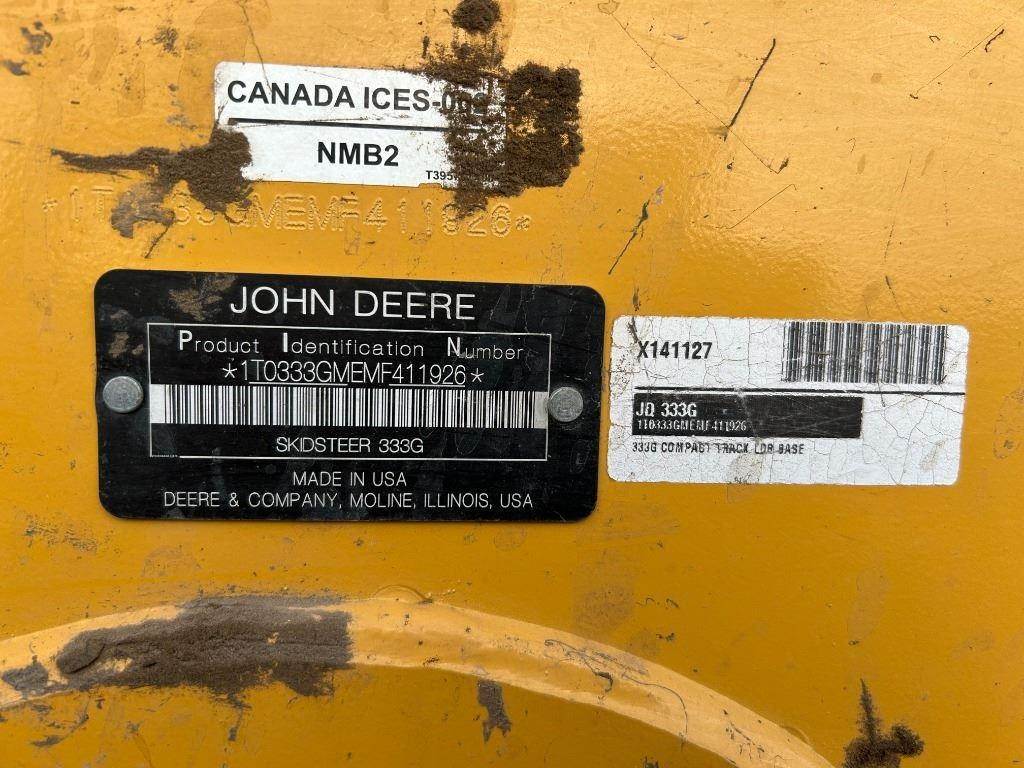 CANADA ICES-
NMB2
JOHN DEERE
Product Identification Number
*1T0333GMEMF411926*
SKIDSTEER 333G
MADE IN USA
DEERE & COMPANY, MOLINE, ILLINOIS, USA
X141127
JD 333G
1T0333GMEMF411926
333G COMPACT TRACK LDR BASE